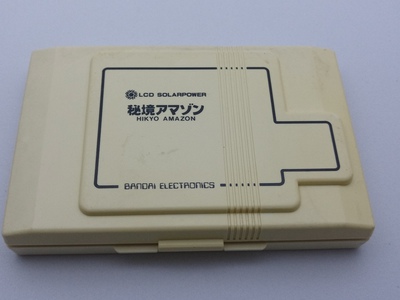 LCD SOLARPOWER
秘境アマゾン
HIKYO AMAZON
BANDAI ELECTRONICS